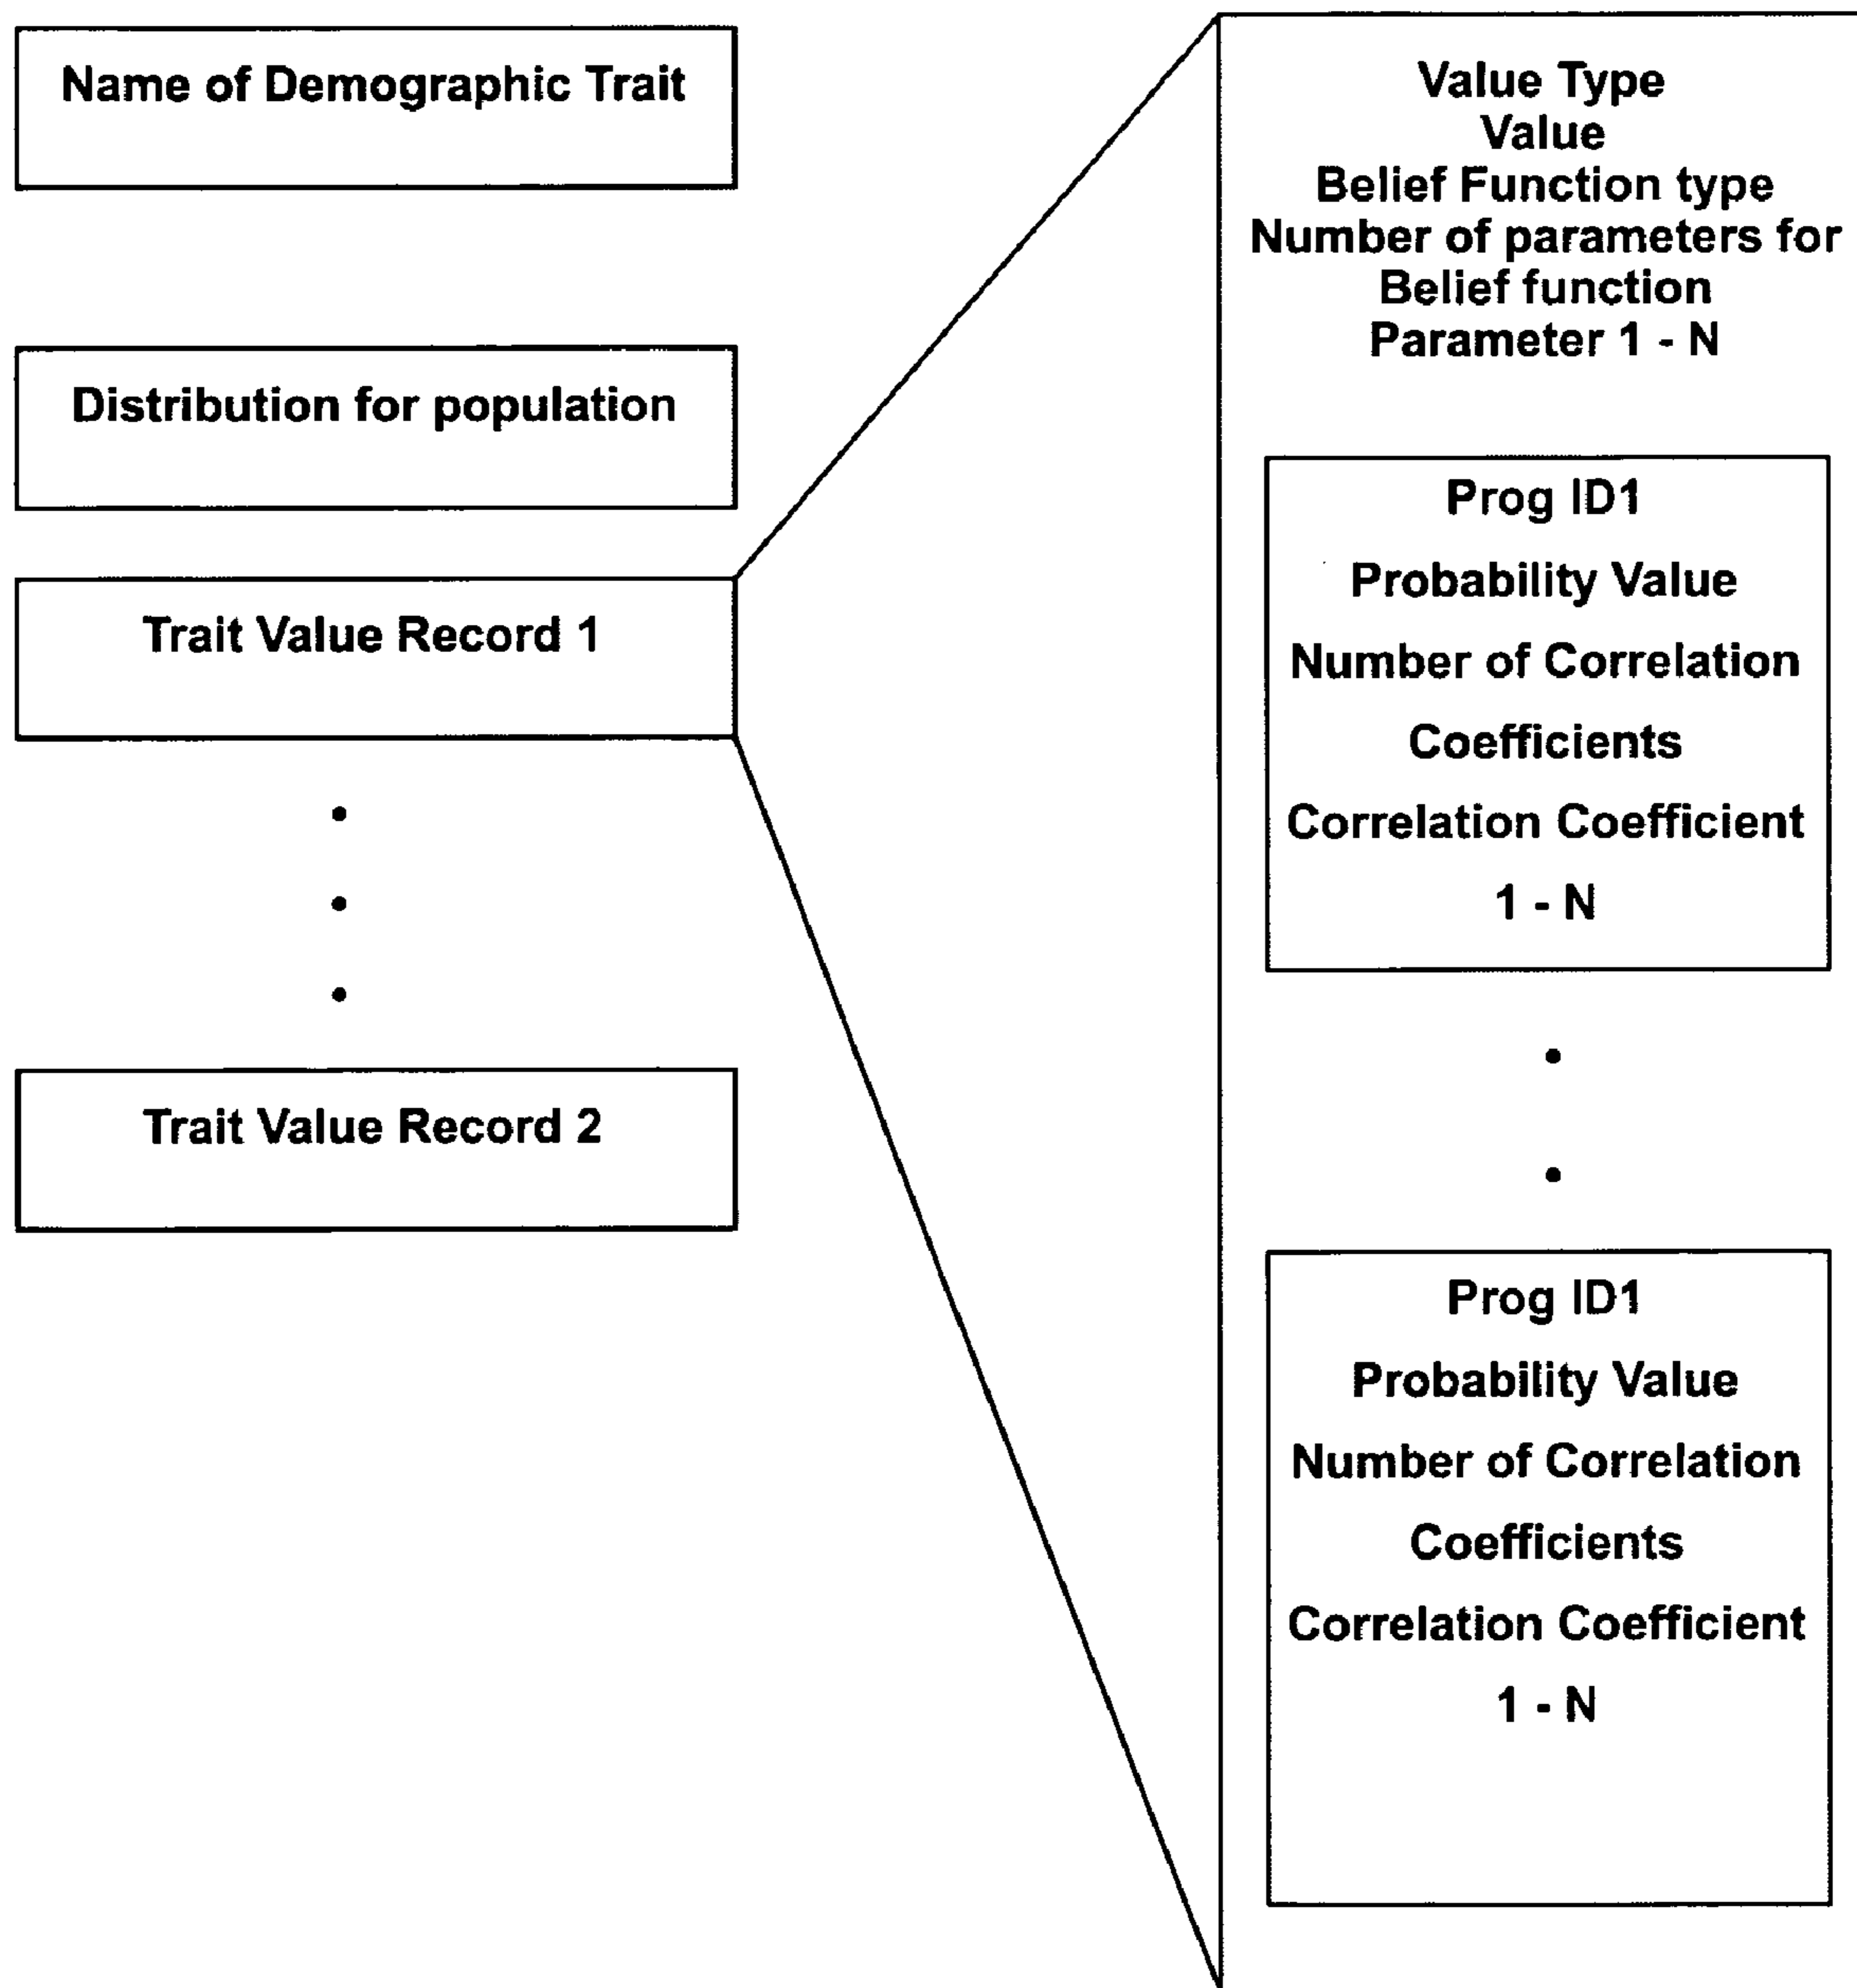 Name of Demographic Trait
Distribution for population
Trait Value Record 1
Trait Value Record 2
Value Type
Value
Belief Function type
Number of parameters for
Belief function
Parameter 1 - N
Prog ID1
Probability Value
Number of Correlation
Coefficients
Correlation Coefficient
1 - N
Prog ID1
Probability Value
Number of Correlation
Coefficients
Correlation Coefficient
1 - N